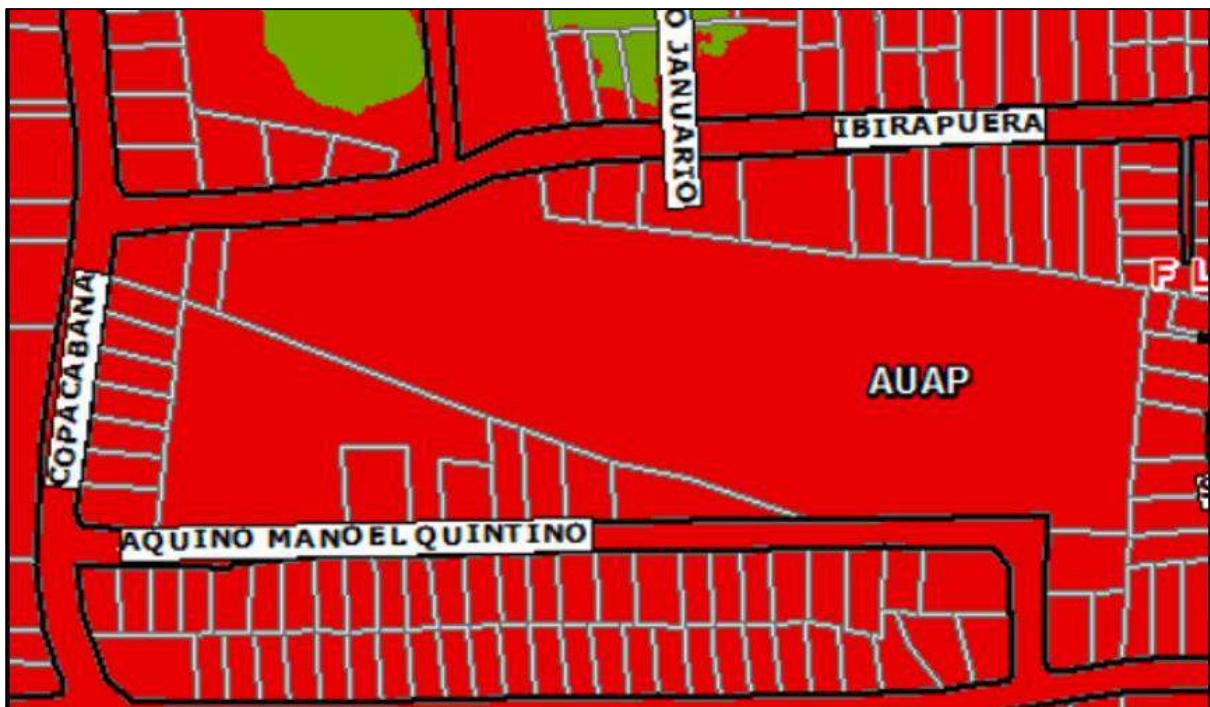 O JANUARIO
IBIRAPUERA
F L
COPACABANA
AUAP
AQUINO MANOEL QUINTINO